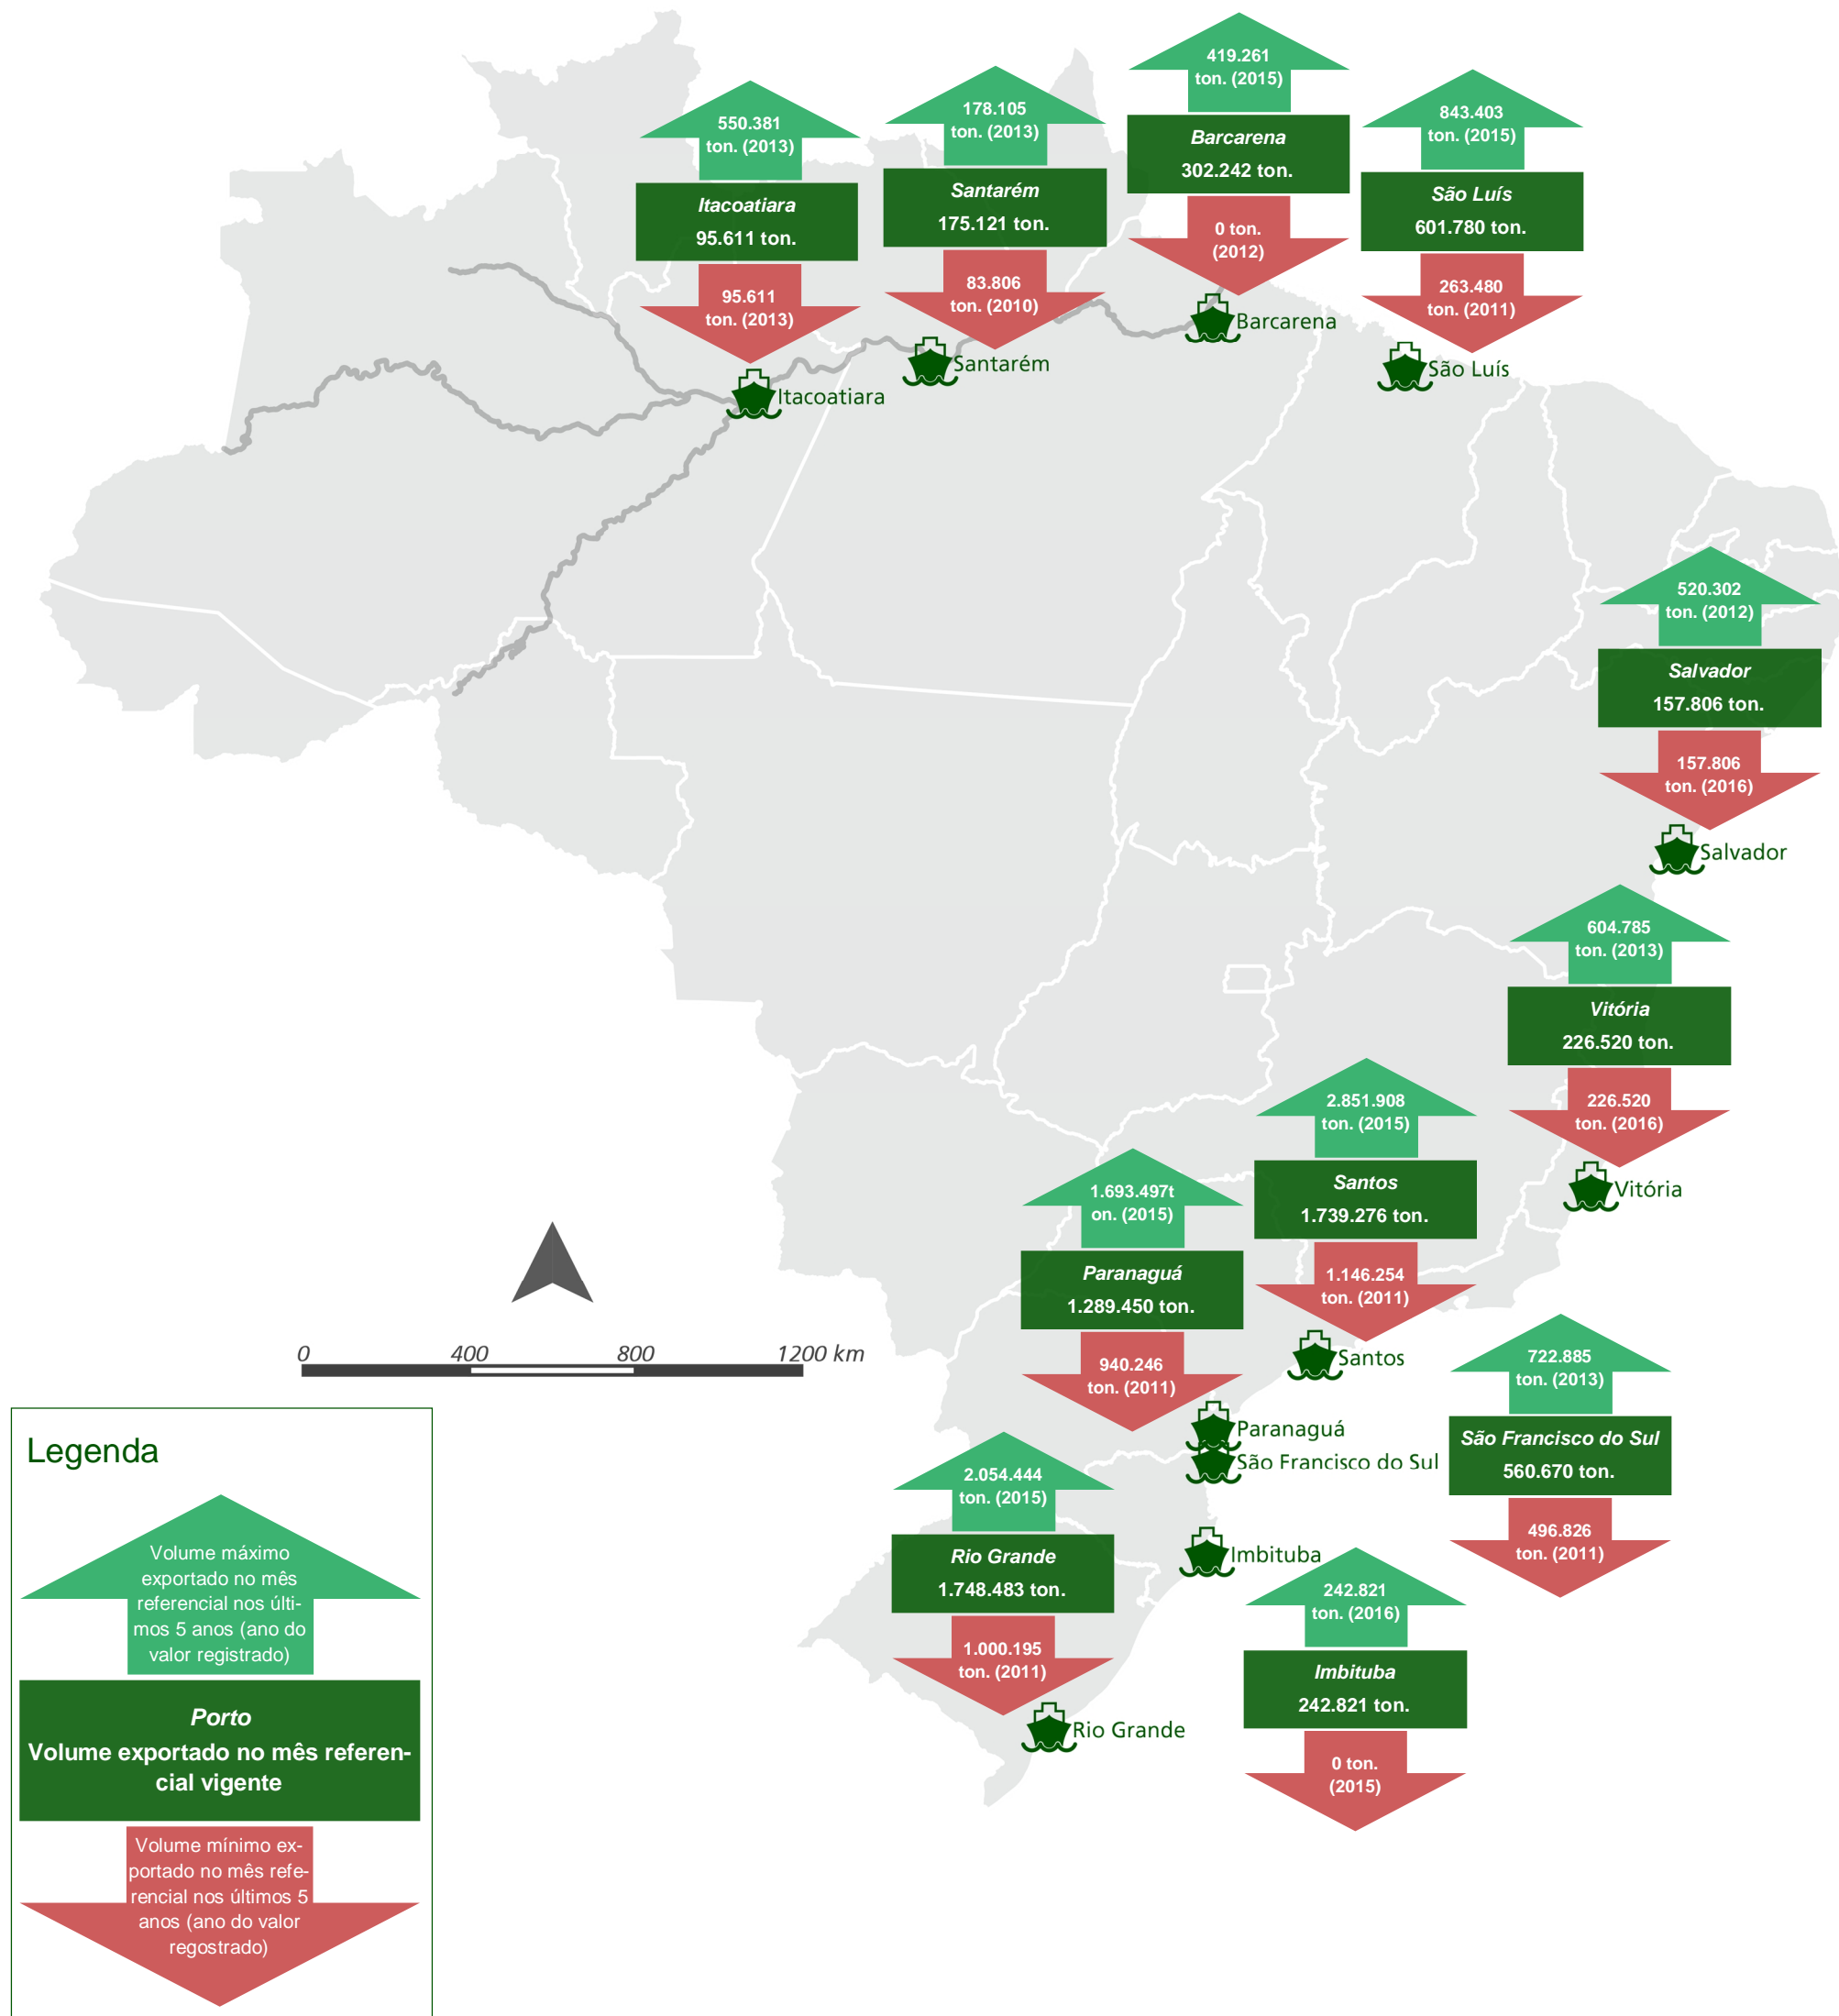 419.261
ton. (2015)
Barcarena
302.242 ton.
0 ton.
(2012)
178.105
ton. (2013)
Santarém
175.121 ton.
83.806
ton. (2010)
843.403
ton. (2015)
São Luís
601.780 ton.
263.480
ton. (2011)
550.381
ton. (2013)
Itacoatiara
95.611 ton.
95.611
ton. (2013)
Barcarena
Santarém
São Luís
Itacoatiara
520.302
ton. (2012)
Salvador
157.806 ton.
157.806
ton. (2016)
Salvador
604.785
ton. (2013)
Vitória
226.520 ton.
226.520
ton. (2016)
Vitória
2.851.908
ton. (2015)
Santos
1.739.276 ton.
1.146.254
ton. (2011)
Santos
1.693.497t
on. (2015)
Paranaguá
1.289.450 ton.
940.246
ton. (2011)
Paranaguá
São Francisco do Sul
722.885
ton. (2013)
São Francisco do Sul
560.670 ton.
496.826
ton. (2011)
2.054.444
ton. (2015)
Rio Grande
1.748.483 ton.
1.000.195
ton. (2011)
Rio Grande
Imbituba
242.821
ton. (2016)
Imbituba
242.821 ton.
0 ton.
(2015)
0 400 800 1200 km
Legenda
Volume máximo
exportado no mês
referencial nos últi-
mos 5 anos (ano do
valor registrado)
Porto
Volume exportado no mês referen-
cial vigente
Volume mínimo ex-
portado no mês refe-
rencial nos últimos 5
anos (ano do valor
regostrado)